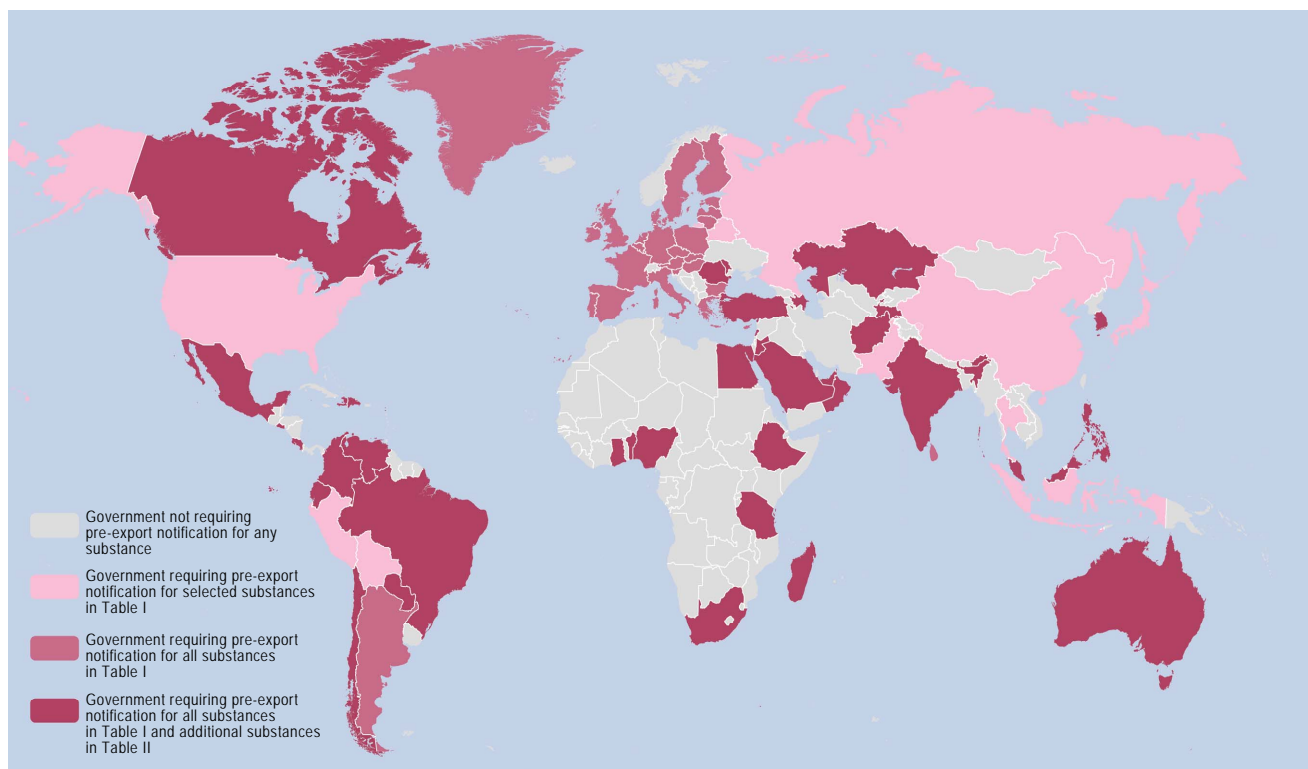 Government not requiring
pre-export notification for any
substance
Government requiring pre-export
notification for selected substances
in Table I
Government requiring pre-export
notification for all substances
in Table I
Government requiring pre-export
notification for all substances
in Table I and additional substances
in Table II